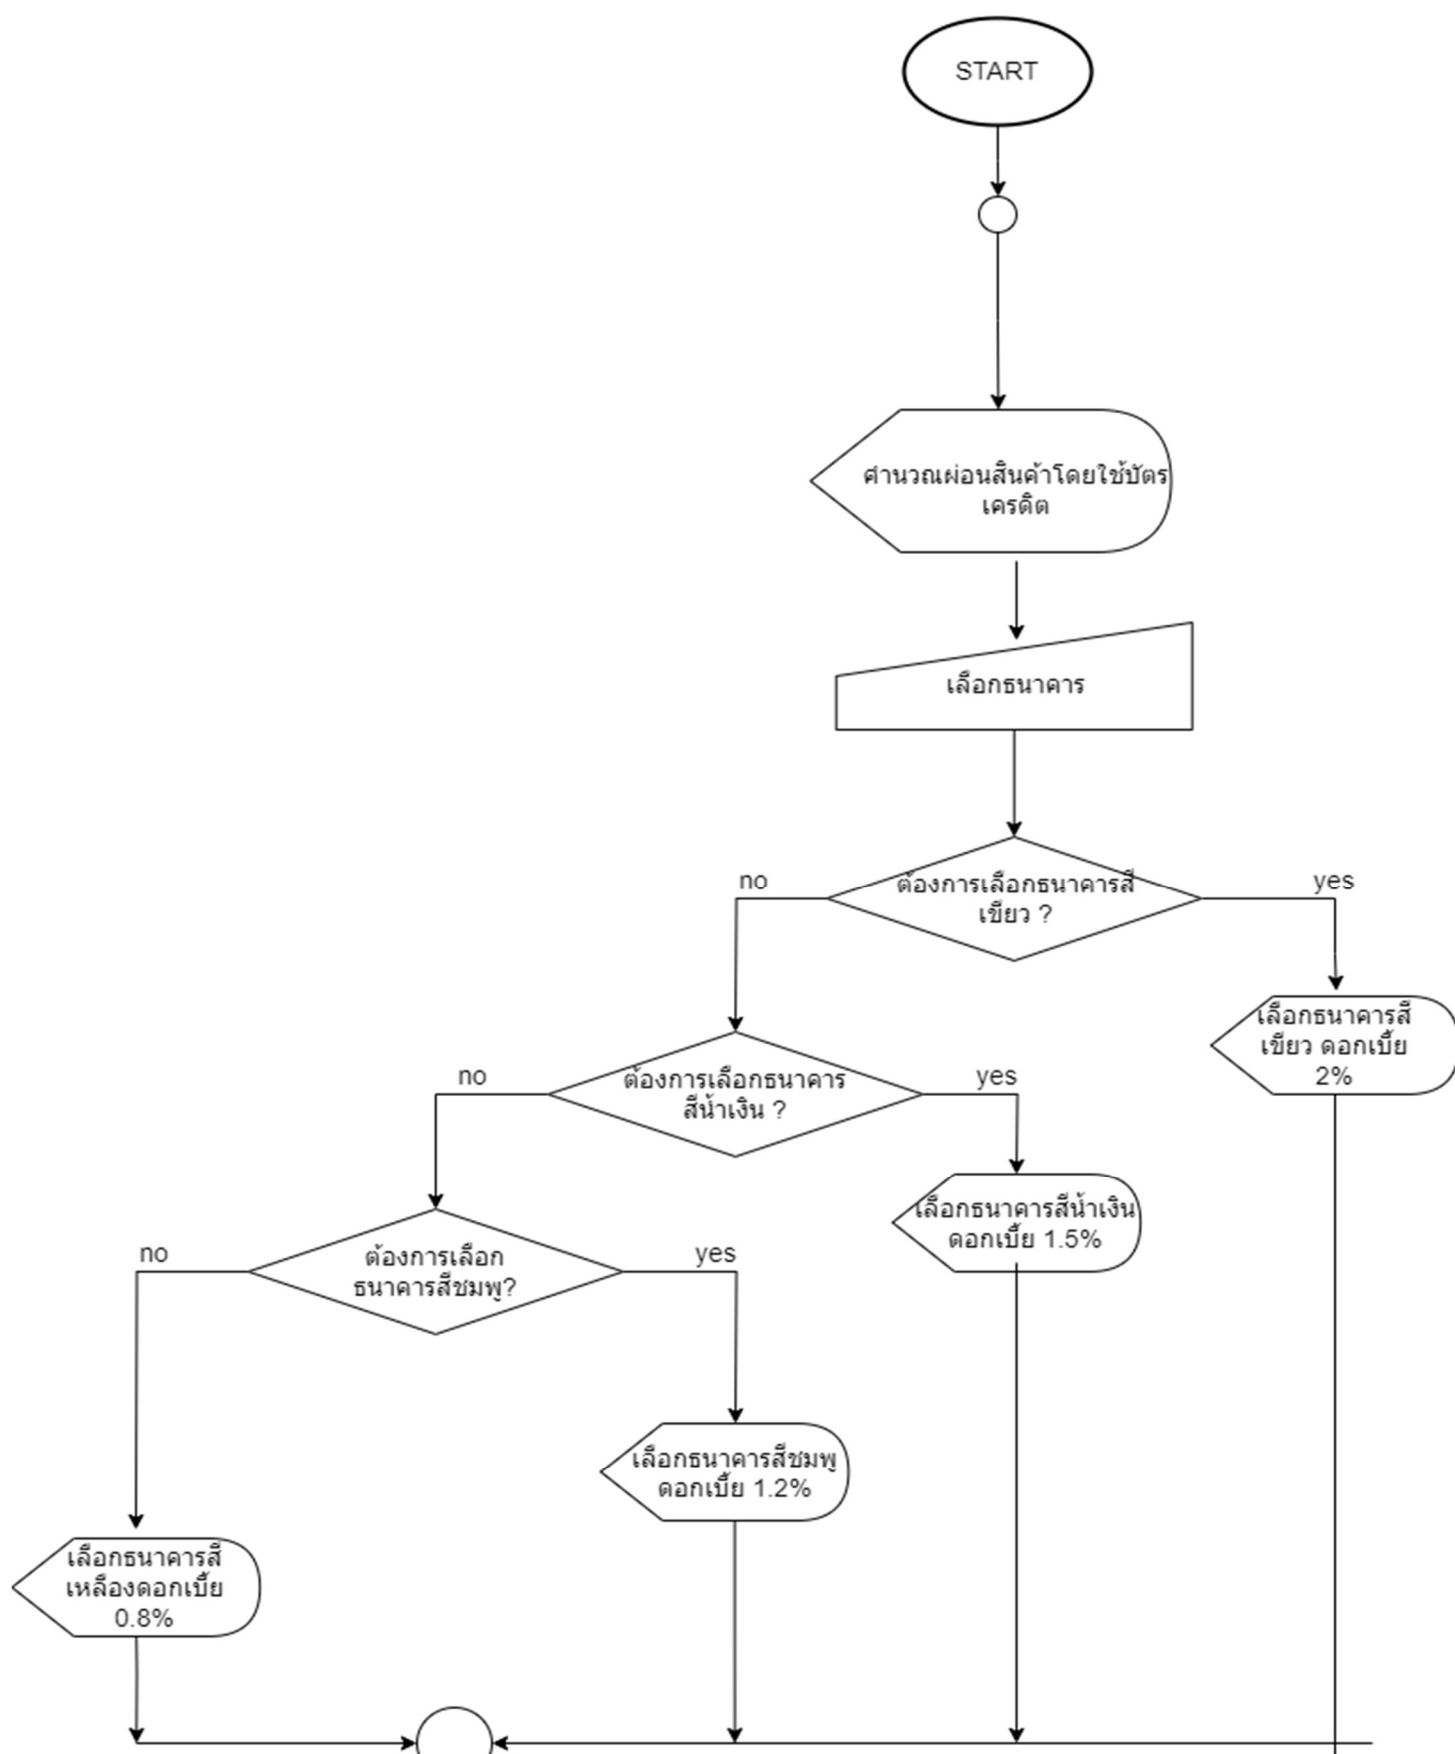 START
คำนวณผ่อนสินค้าโดยใช้บัตร
เครดิต
เลือกธนาคาร
no
ต้องการเลือกธนาคารสี
เขียว ?
yes
เลือกธนาคารสี
เขียว ดอกเบี้ย
2%
no
ต้องการเลือกธนาคาร
สีน้ำเงิน ?
yes
เลือกธนาคารสีน้ำเงิน
ดอกเบี้ย 1.5%
no
ต้องการเลือก
ธนาคารสีชมพู?
yes
เลือกธนาคารสีชมพู
ดอกเบี้ย 1.2%
เลือกธนาคารสี
เหลืองดอกเบี้ย
0.8%